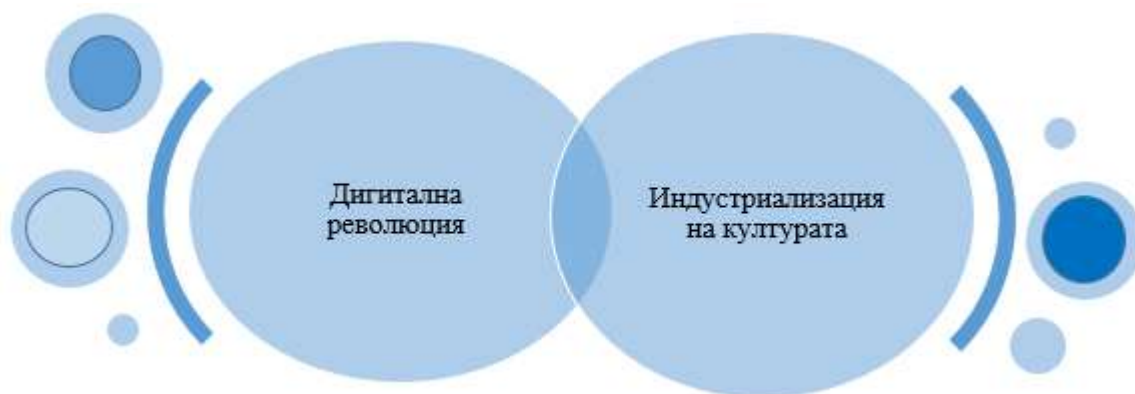 Дигитална
революция
Индустриализация
на културата